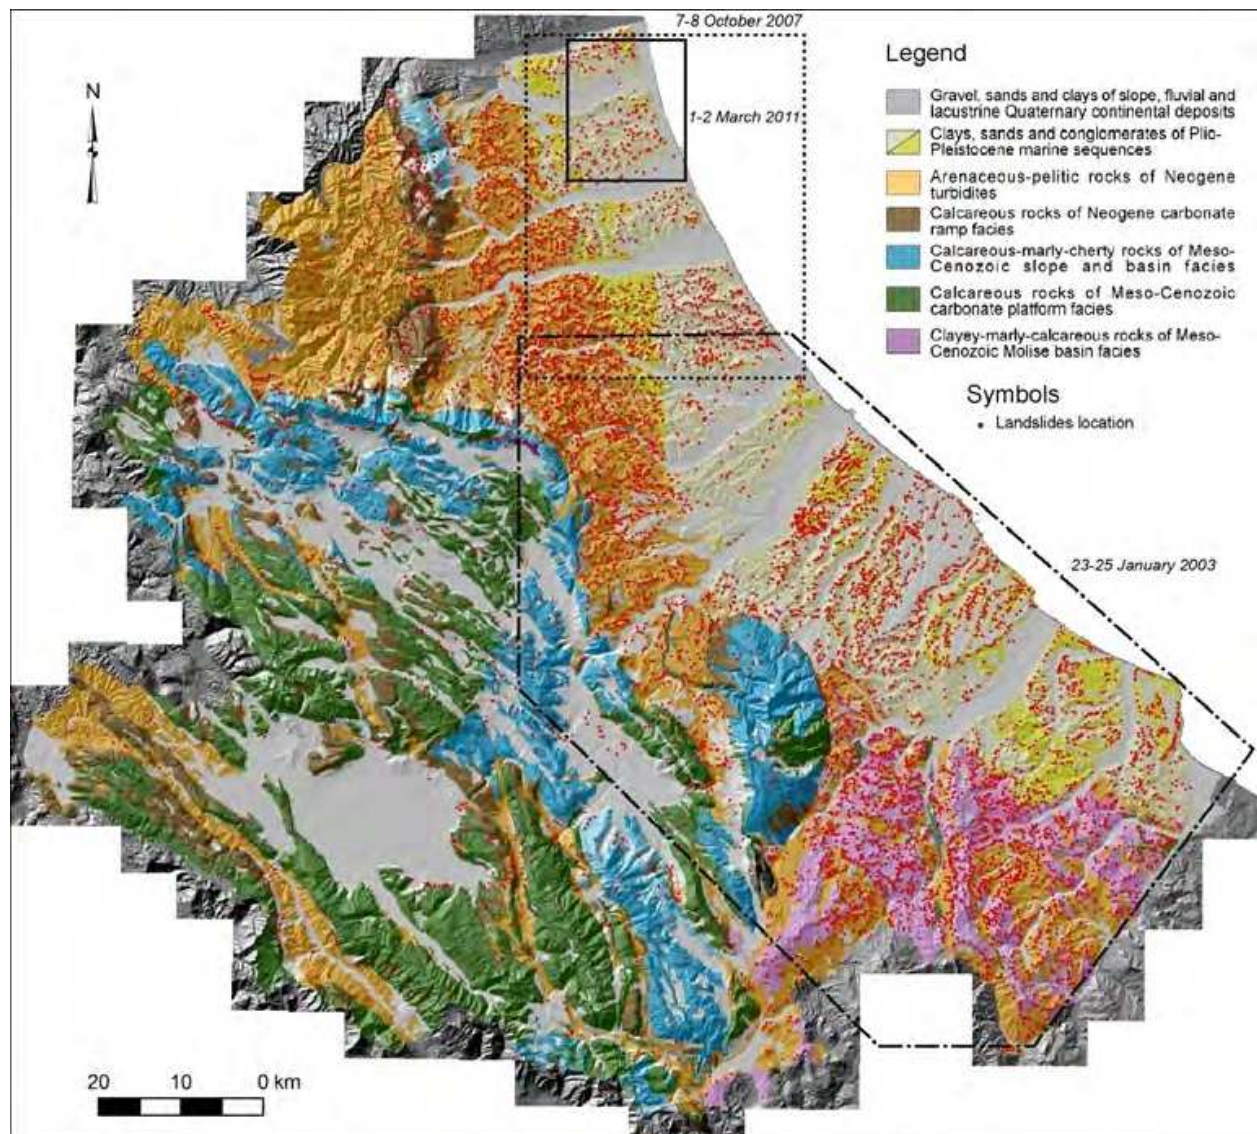 7-8 October 2007
1-2 March 2011
23-25 January 2003
N
Legend
Gravel, sands and clays of slope, fluvial and
lacustrine Quaternary continental deposits
Clays, sands and conglomerates of Plio-
Pleistocene marine sequences
Arenaceous-pelitic rocks of Neogene
turbidites
Calcareous rocks of Neogene carbonate
ramp facies
Calcareous-marly-cherty rocks of Meso-
Cenozoic slope and basin facies
Calcareous rocks of Meso-Cenozoic
carbonate platform facies
Clayey-marly-calcareous rocks of Meso-
Cenozoic Molise basin facies
Symbols
Landslides location
20 10 0 km